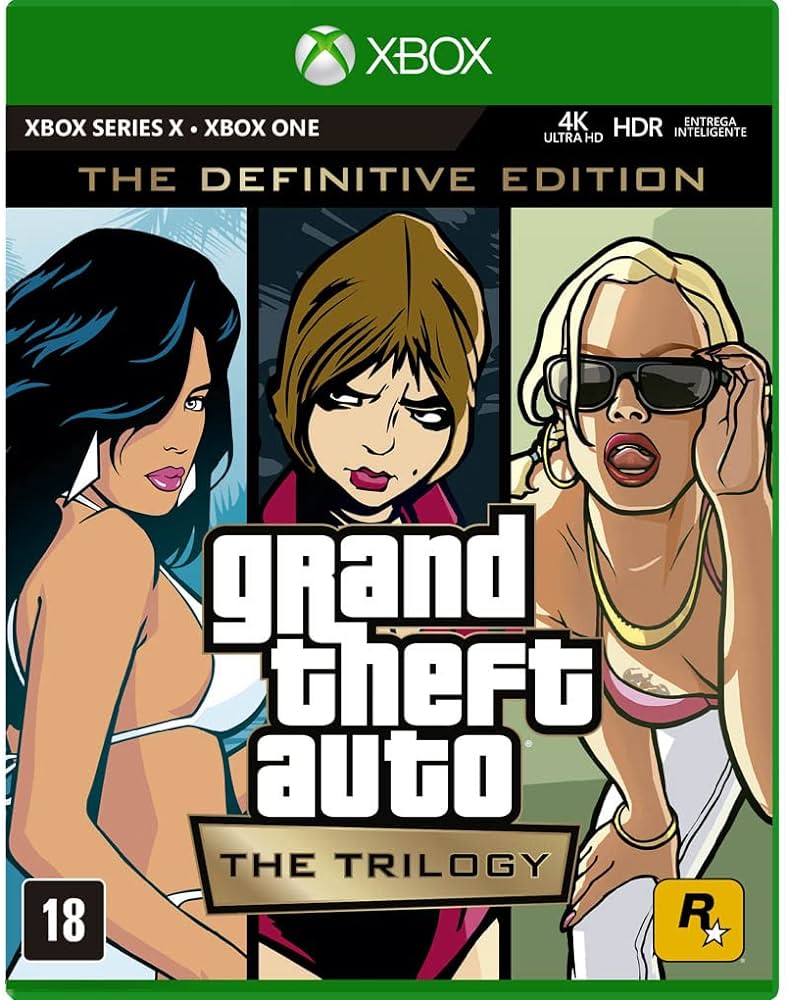 XBOX
XBOX SERIES X • XBOX ONE
4K
ULTRA HD
HDR
ENTREGA
INTELIGENTE
THE DEFINITIVE EDITION
grand
theft
auto®
THE TRILOGY
18
R